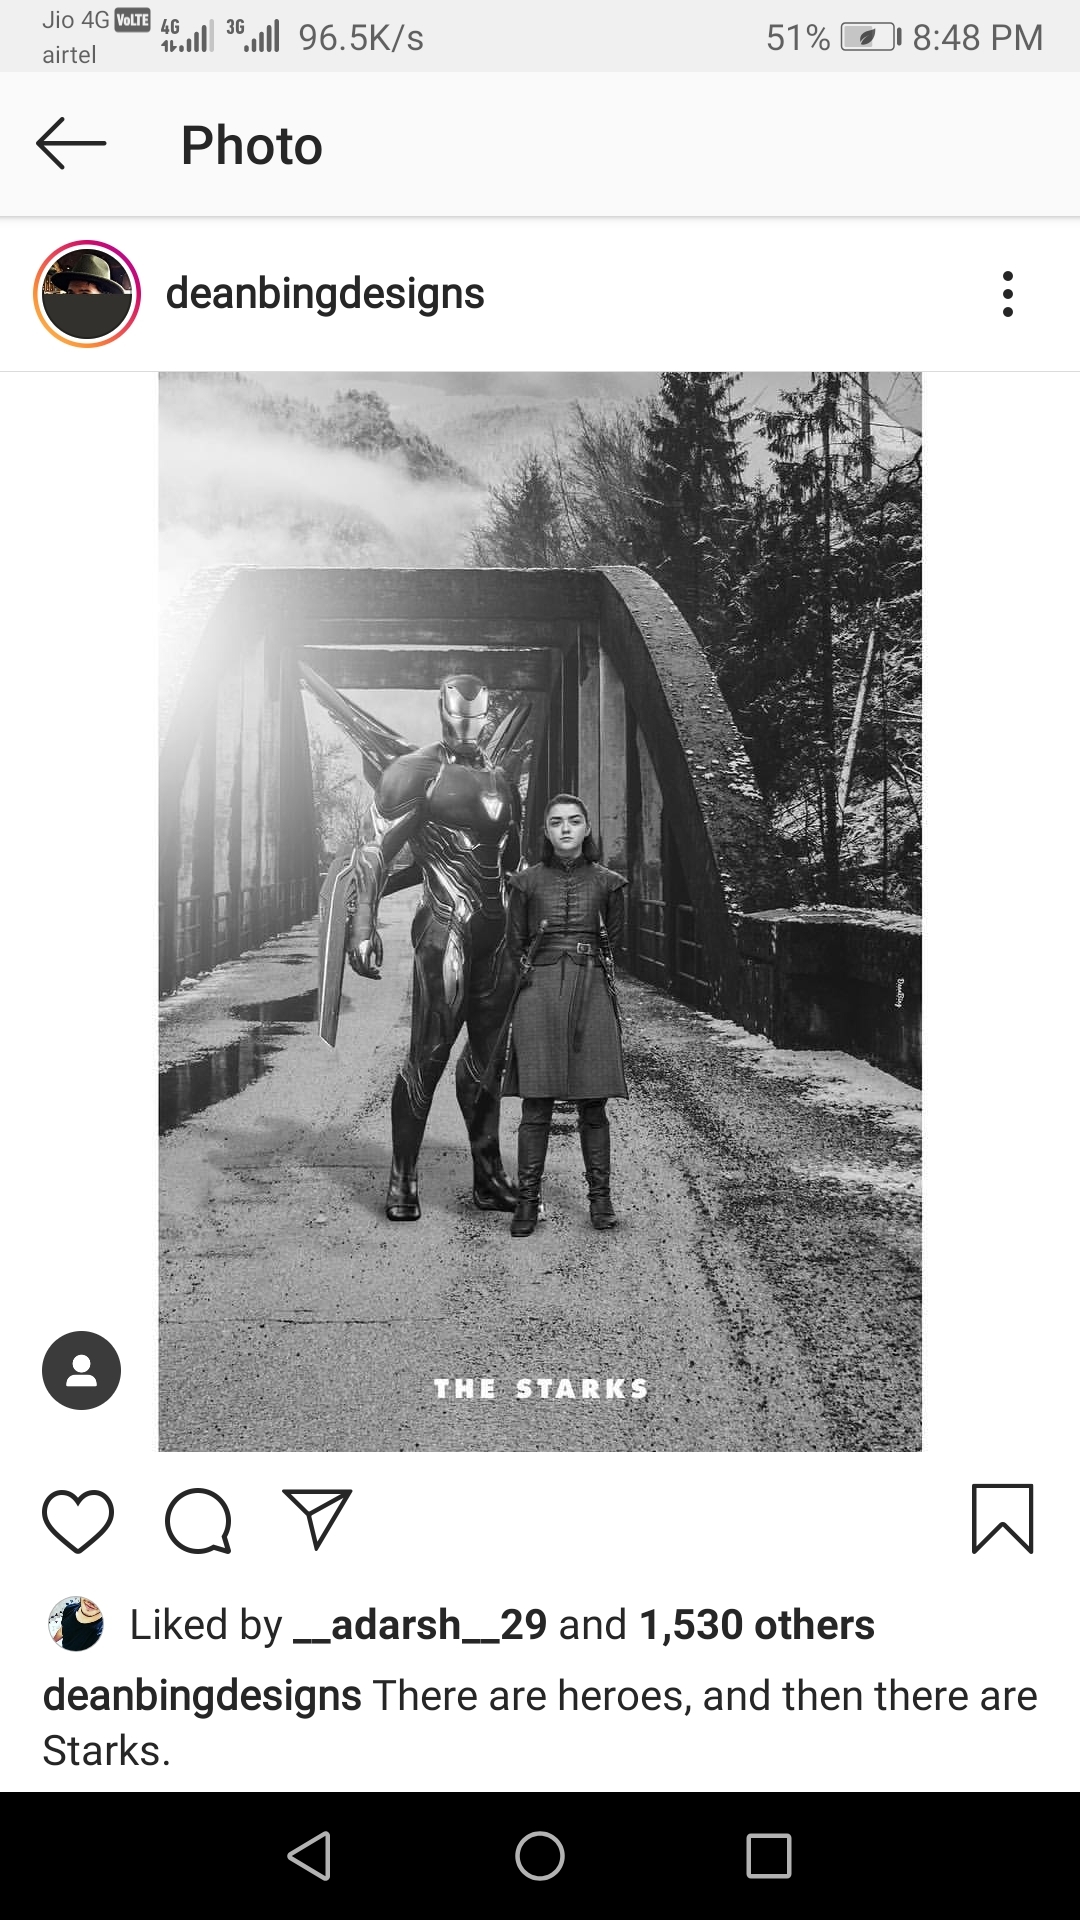 Jio 4G VoLTE 4G 3G 96.5K/s 51% 8:48 PM
airtel
Photo
deanbingdesigns
DeanBing
THE STARKS
Liked by __adarsh__29 and 1,530 others
deanbingdesigns There are heroes, and then there are
Starks.